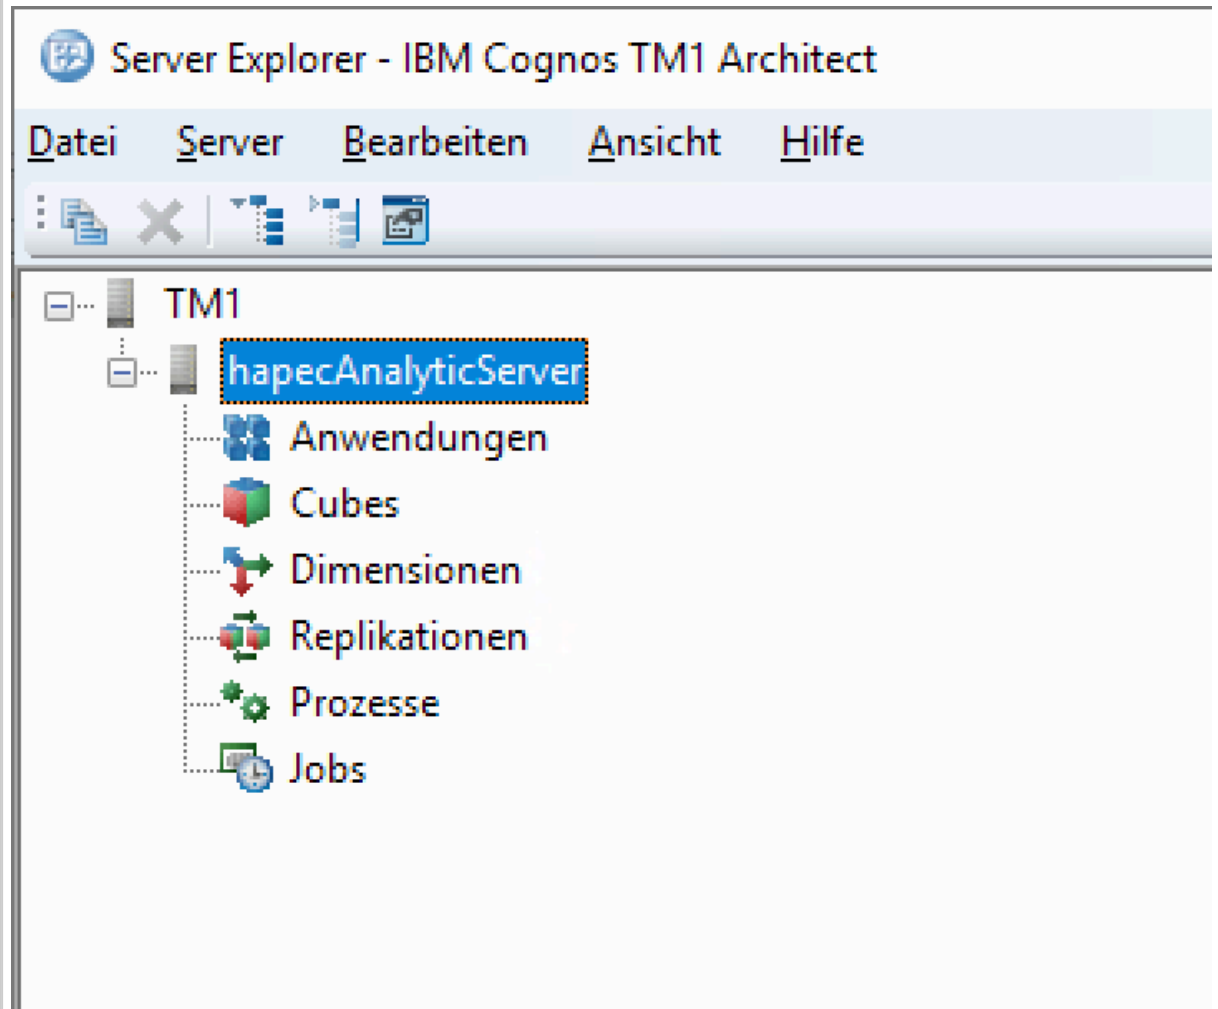 Server Explorer - IBM Cognos TM1 Architect
Datei Server Bearbeiten Ansicht Hilfe
TM1
hapecAnalyticServer
Anwendungen
Cubes
Dimensionen
Replikationen
Prozesse
Jobs